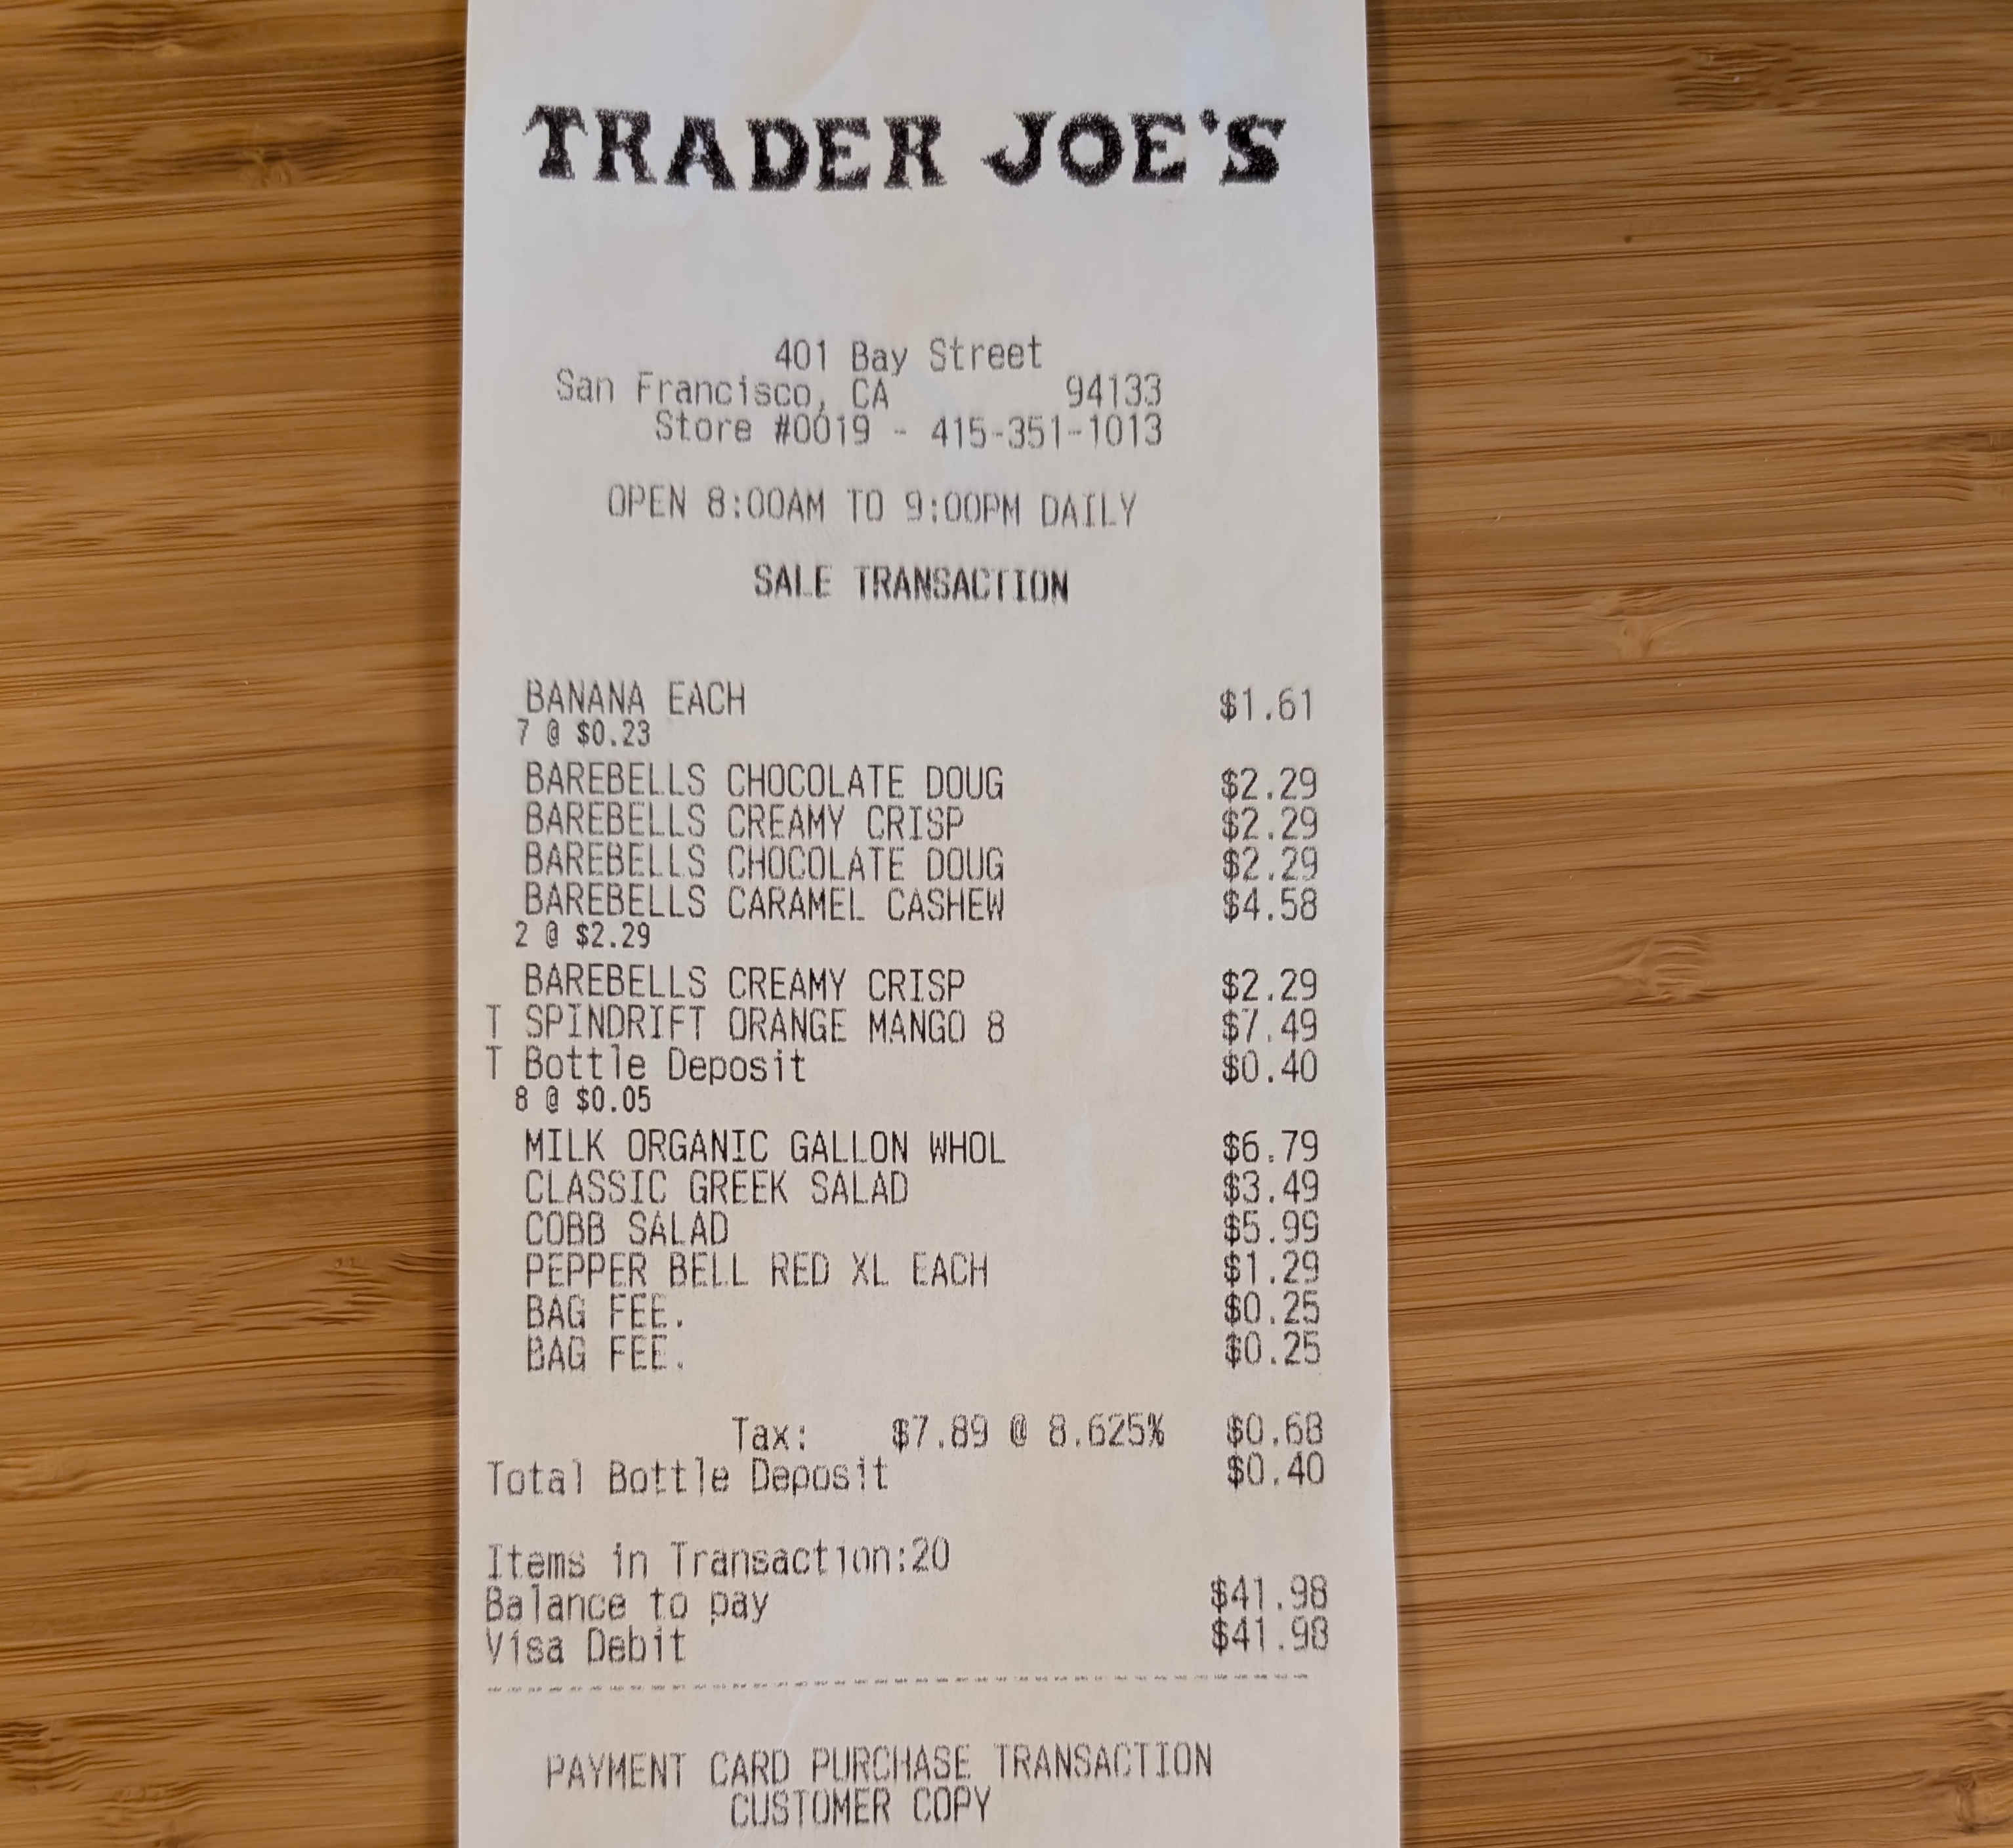 TRADER JOE'S
401 Bay Street
San Francisco, CA 94133
Store #0019 - 415-351-1013
OPEN 8:00AM TO 9:00PM DAILY
SALE TRANSACTION
BANANA EACH $1.61
7 @ $0.23
BAREBELLS CHOCOLATE DOUG $2.29
BAREBELLS CREAMY CRISP $2.29
BAREBELLS CHOCOLATE DOUG $2.29
BAREBELLS CARAMEL CASHEW $4.58
2 @ $2.29
BAREBELLS CREAMY CRISP $2.29
T SPINDRIFT ORANGE MANGO 8 $7.49
T Bottle Deposit $0.40
8 @ $0.05
MILK ORGANIC GALLON WHOL $6.79
CLASSIC GREEK SALAD $3.49
COBB SALAD $5.99
PEPPER BELL RED XL EACH $1.29
BAG FEE. $0.25
BAG FEE. $0.25
Tax: $7.89 @ 8.625% $0.68
Total Bottle Deposit $0.40
Items in Transaction:20
Balance to pay $41.98
Visa Debit $41.98
PAYMENT CARD PURCHASE TRANSACTION
CUSTOMER COPY